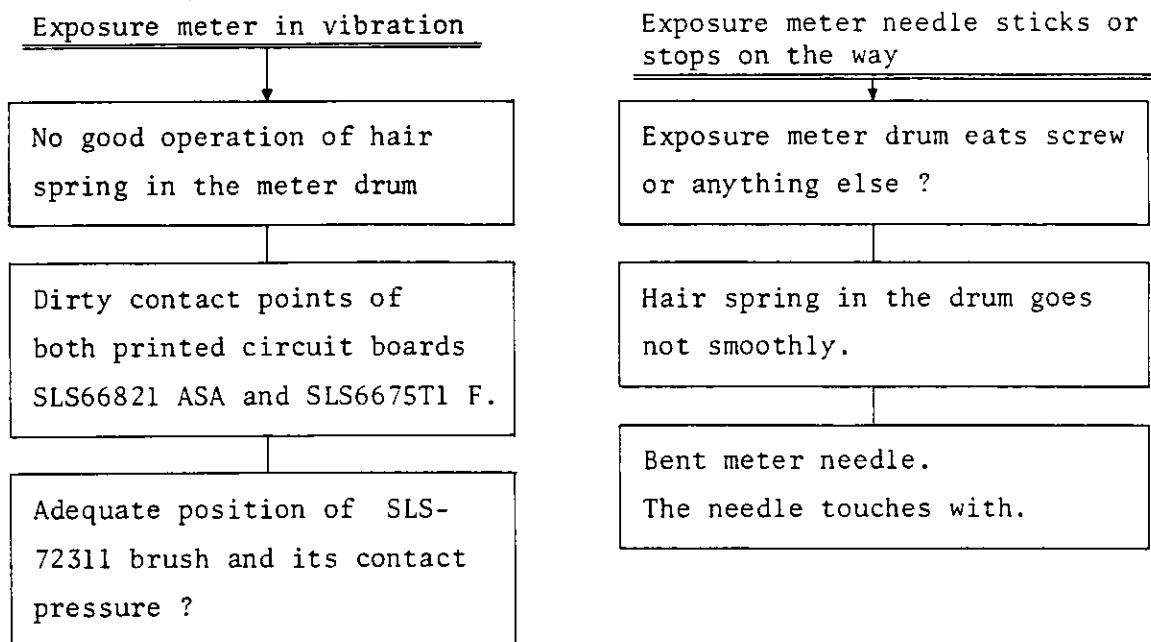 Exposure meter in vibration
No good operation of hair
spring in the meter drum
Dirty contact points of
both printed circuit boards
SLS66821 ASA and SLS6675T1 F.
Adequate position of SLS-
72311 brush and its contact
pressure ?
Exposure meter needle sticks or
stops on the way
Exposure meter drum eats screw
or anything else ?
Hair spring in the drum goes
not smoothly.
Bent meter needle.
The needle touches with.